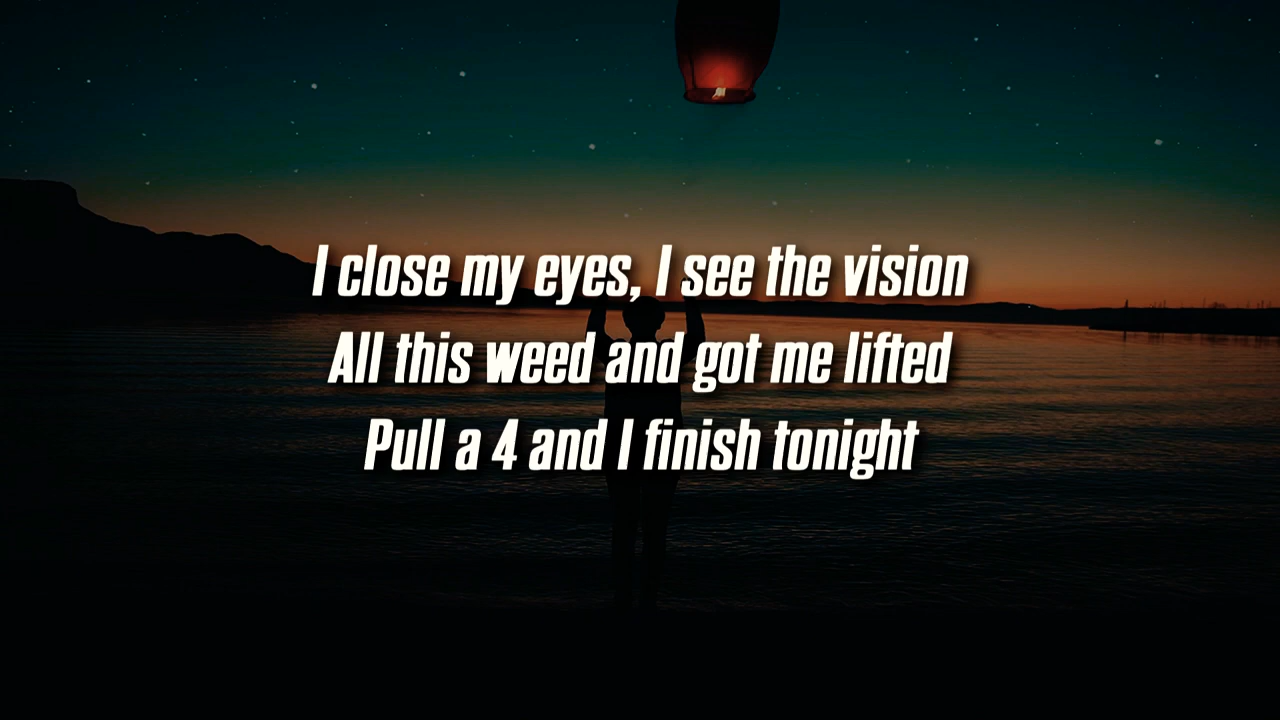 I close my eyes, I see the vision
All this weed and got me lifted
Pull a 4 and I finish tonight